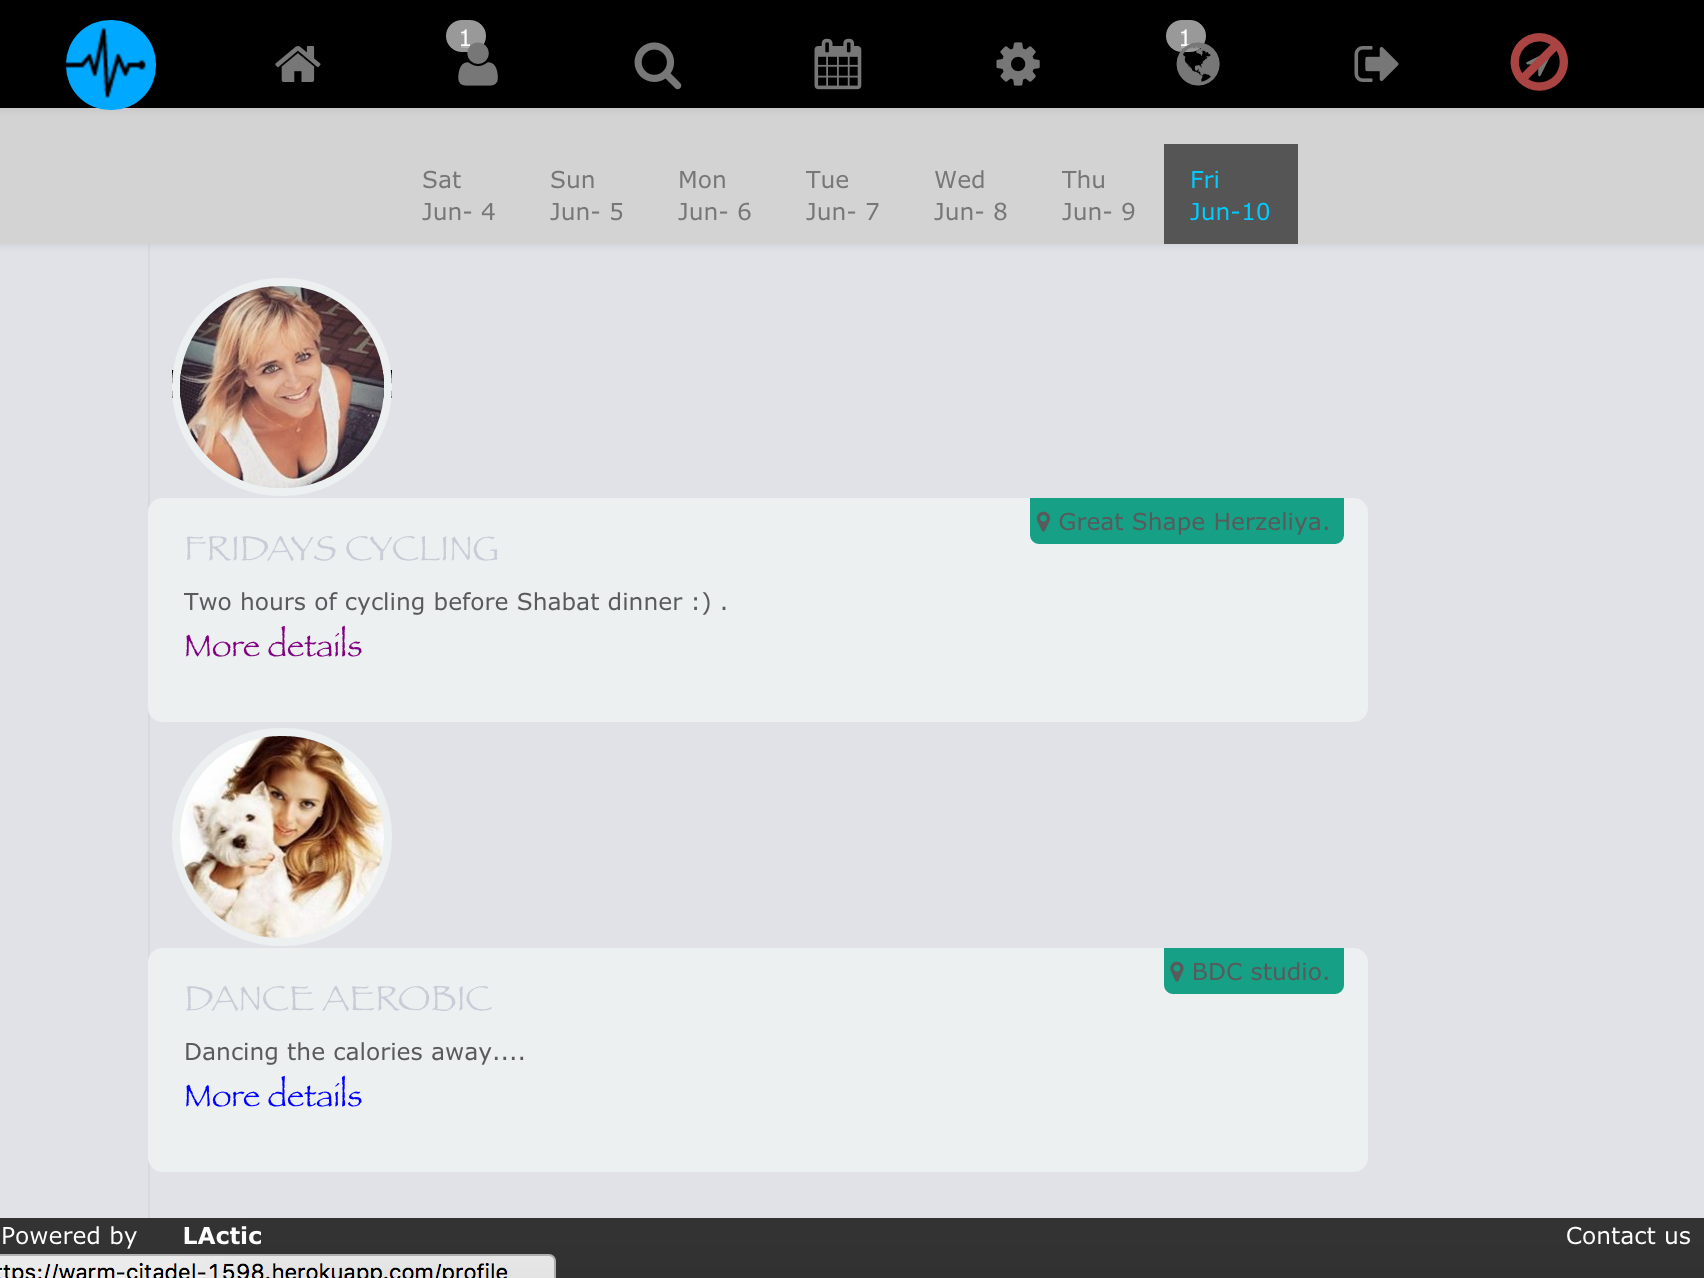 1
1
Sat
Jun- 4
Sun
Jun- 5
Mon
Jun- 6
Tue
Jun- 7
Wed
Jun- 8
Thu
Jun- 9
Fri
Jun-10
Great Shape Herzeliya.
FRIDAYS CYCLING
Two hours of cycling before Shabat dinner :) .
More details
BDC studio.
DANCE AEROBIC
Dancing the calories away....
More details
Powered by LActic
Contact us
ttps://warm-citadel-1598.herokuapp.com/profile